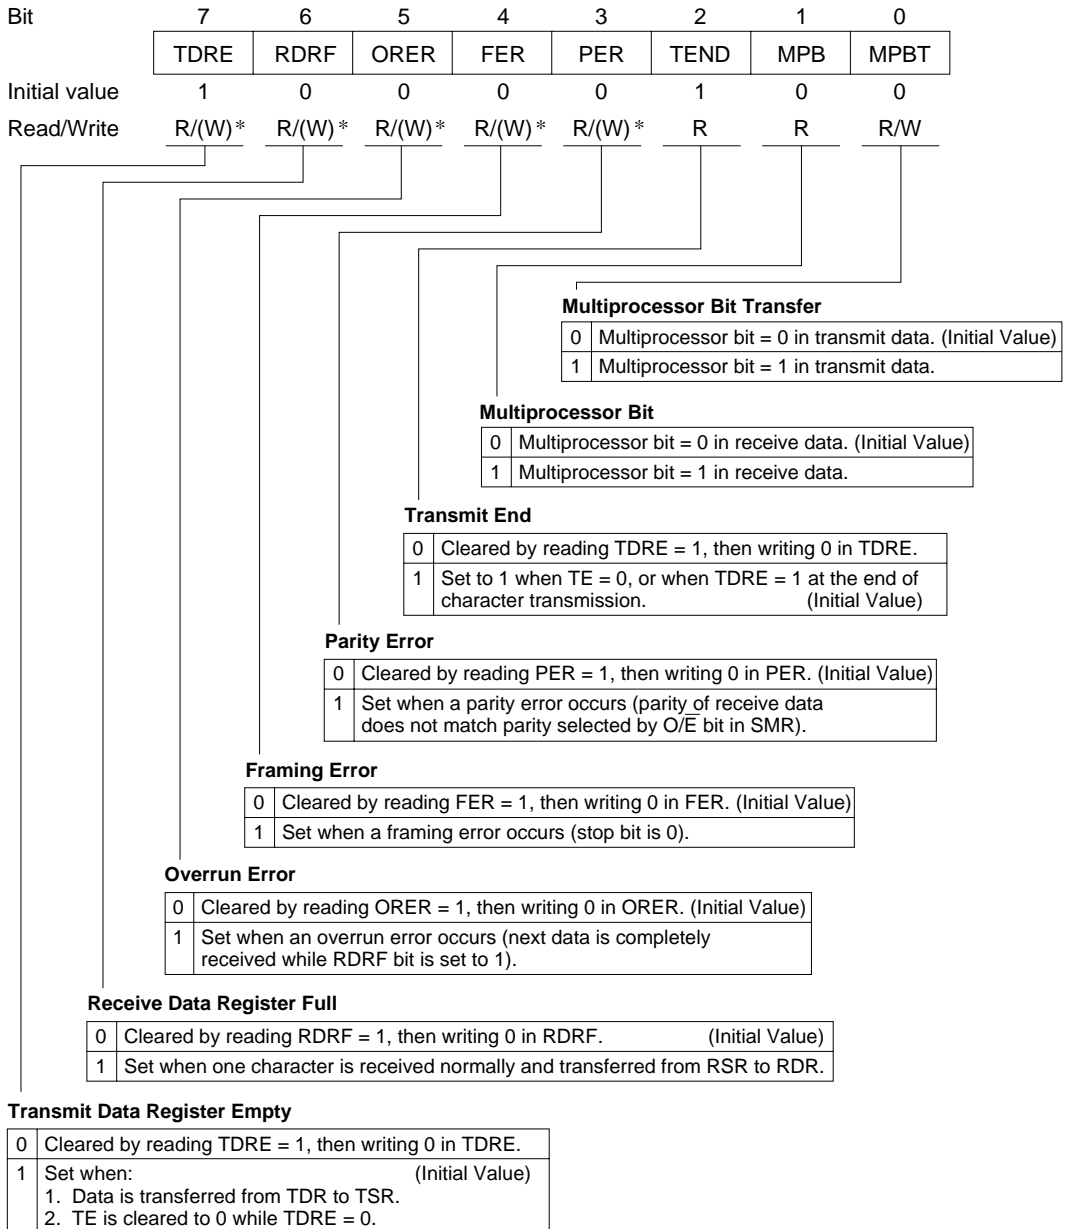 Bit 7 6 5 4 3 2 1 0
TDRE RDRF ORER FER PER TEND MPB MPBT
Initial value 1 0 0 0 0 1 0 0
Read/Write R/(W)* R/(W)* R/(W)* R/(W)* R/(W)* R R R/W
Multiprocessor Bit Transfer
0 Multiprocessor bit = 0 in transmit data. (Initial Value)
1 Multiprocessor bit = 1 in transmit data.
Multiprocessor Bit
0 Multiprocessor bit = 0 in receive data. (Initial Value)
1 Multiprocessor bit = 1 in receive data.
Transmit End
0 Cleared by reading TDRE = 1, then writing 0 in TDRE.
1 Set to 1 when TE = 0, or when TDRE = 1 at the end of
character transmission. (Initial Value)
Parity Error
0 Cleared by reading PER = 1, then writing 0 in PER. (Initial Value)
1 Set when a parity error occurs (parity of receive data
does not match parity selected by O/E̅ bit in SMR).
Framing Error
0 Cleared by reading FER = 1, then writing 0 in FER. (Initial Value)
1 Set when a framing error occurs (stop bit is 0).
Overrun Error
0 Cleared by reading ORER = 1, then writing 0 in ORER. (Initial Value)
1 Set when an overrun error occurs (next data is completely
received while RDRF bit is set to 1).
Receive Data Register Full
0 Cleared by reading RDRF = 1, then writing 0 in RDRF. (Initial Value)
1 Set when one character is received normally and transferred from RSR to RDR.
Transmit Data Register Empty
0 Cleared by reading TDRE = 1, then writing 0 in TDRE.
1 Set when: (Initial Value)
1. Data is transferred from TDR to TSR.
2. TE is cleared to 0 while TDRE = 0.